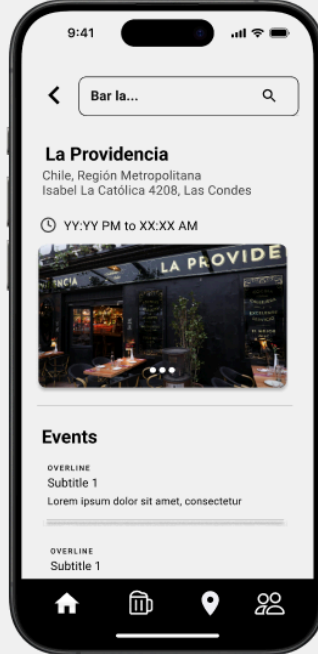 9:41
Bar la...
La Providencia
Chile, Región Metropolitana
Isabel La Católica 4208, Las Condes
YY:YY PM to XX:XX AM
LA PROVIDE
ENCIA
Events
OVERLINE
Subtitle 1
Lorem ipsum dolor sit amet, consectetur
OVERLINE
Subtitle 1